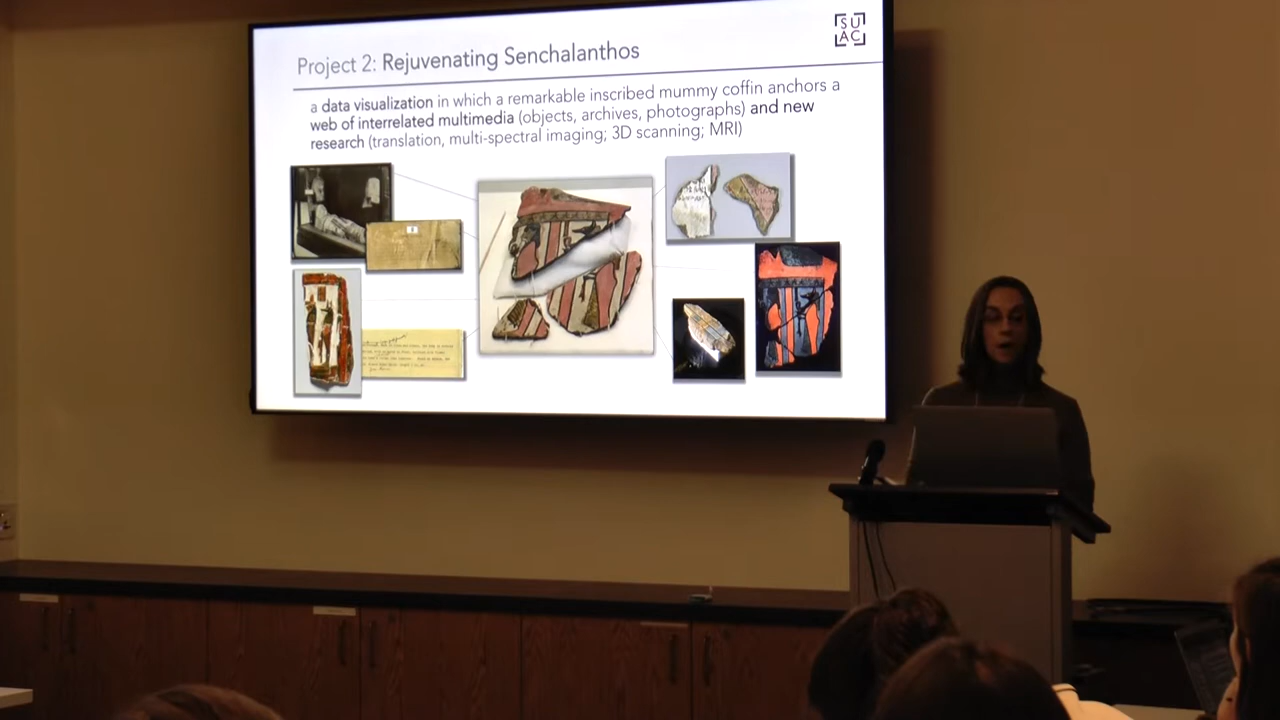 SU
AC
Project 2: Rejuvenating Senchalanthos
a data visualization in which a remarkable inscribed mummy coffin anchors a
web of interrelated multimedia (objects, archives, photographs) and new
research (translation, multi-spectral imaging; 3D scanning; MRI)